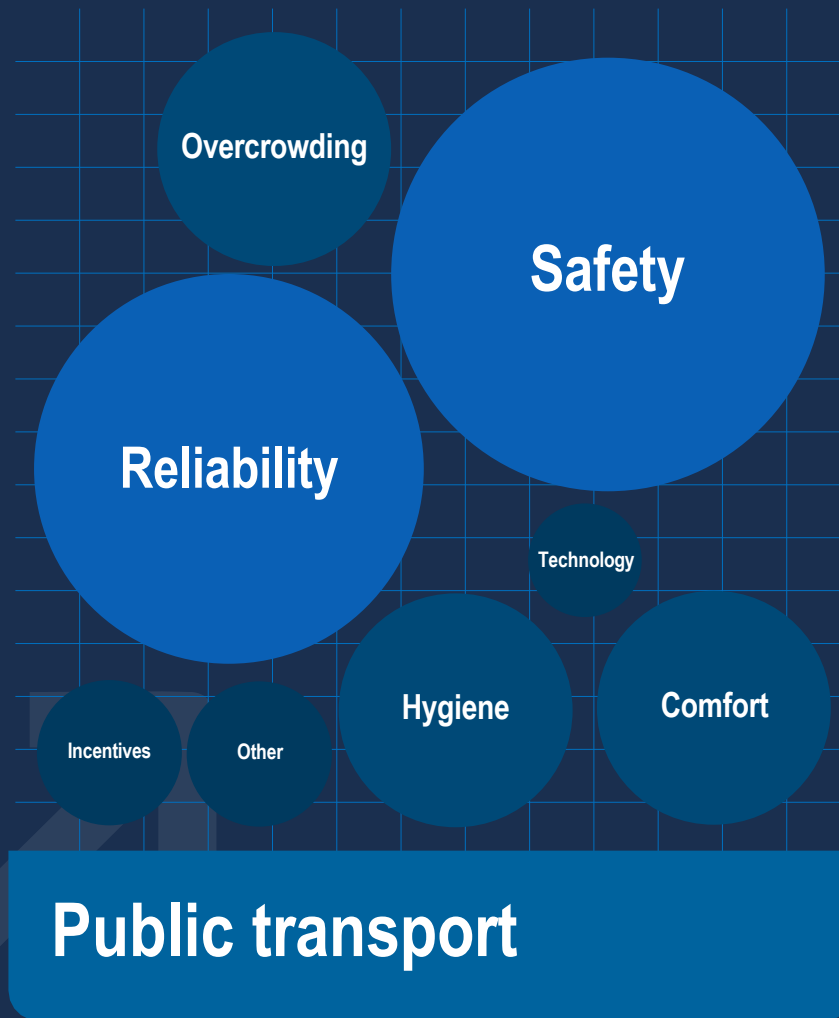 Overcrowding
Safety
Reliability
Technology
Hygiene
Comfort
Incentives
Other
Public transport